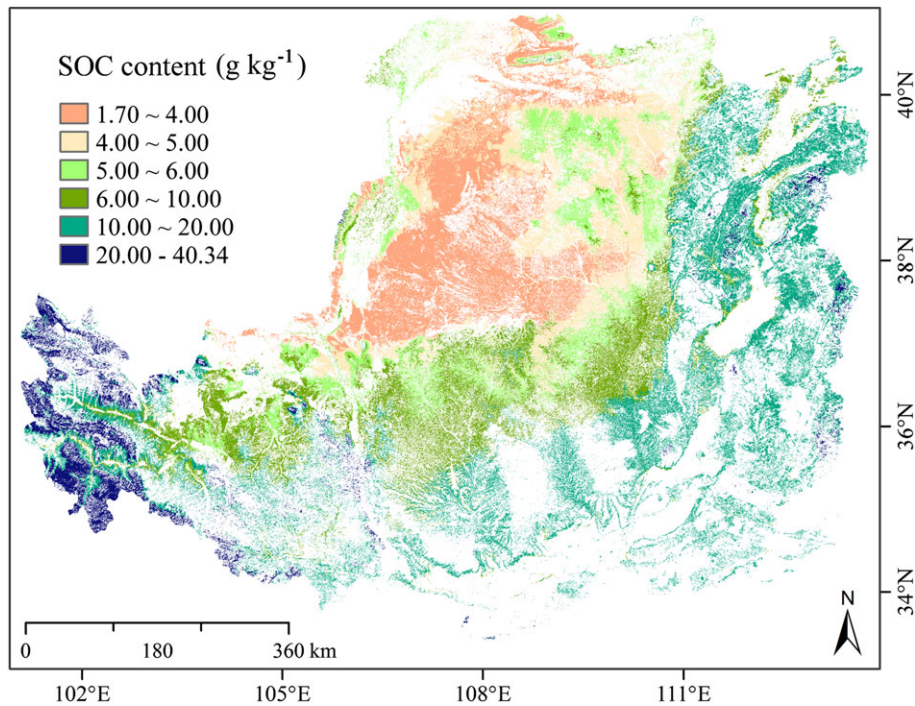 SOC content (g kg⁻¹)
1.70 ~ 4.00
4.00 ~ 5.00
5.00 ~ 6.00
6.00 ~ 10.00
10.00 ~ 20.00
20.00 - 40.34
40°N
38°N
36°N
34°N
N
0 180 360 km
102°E 105°E 108°E 111°E